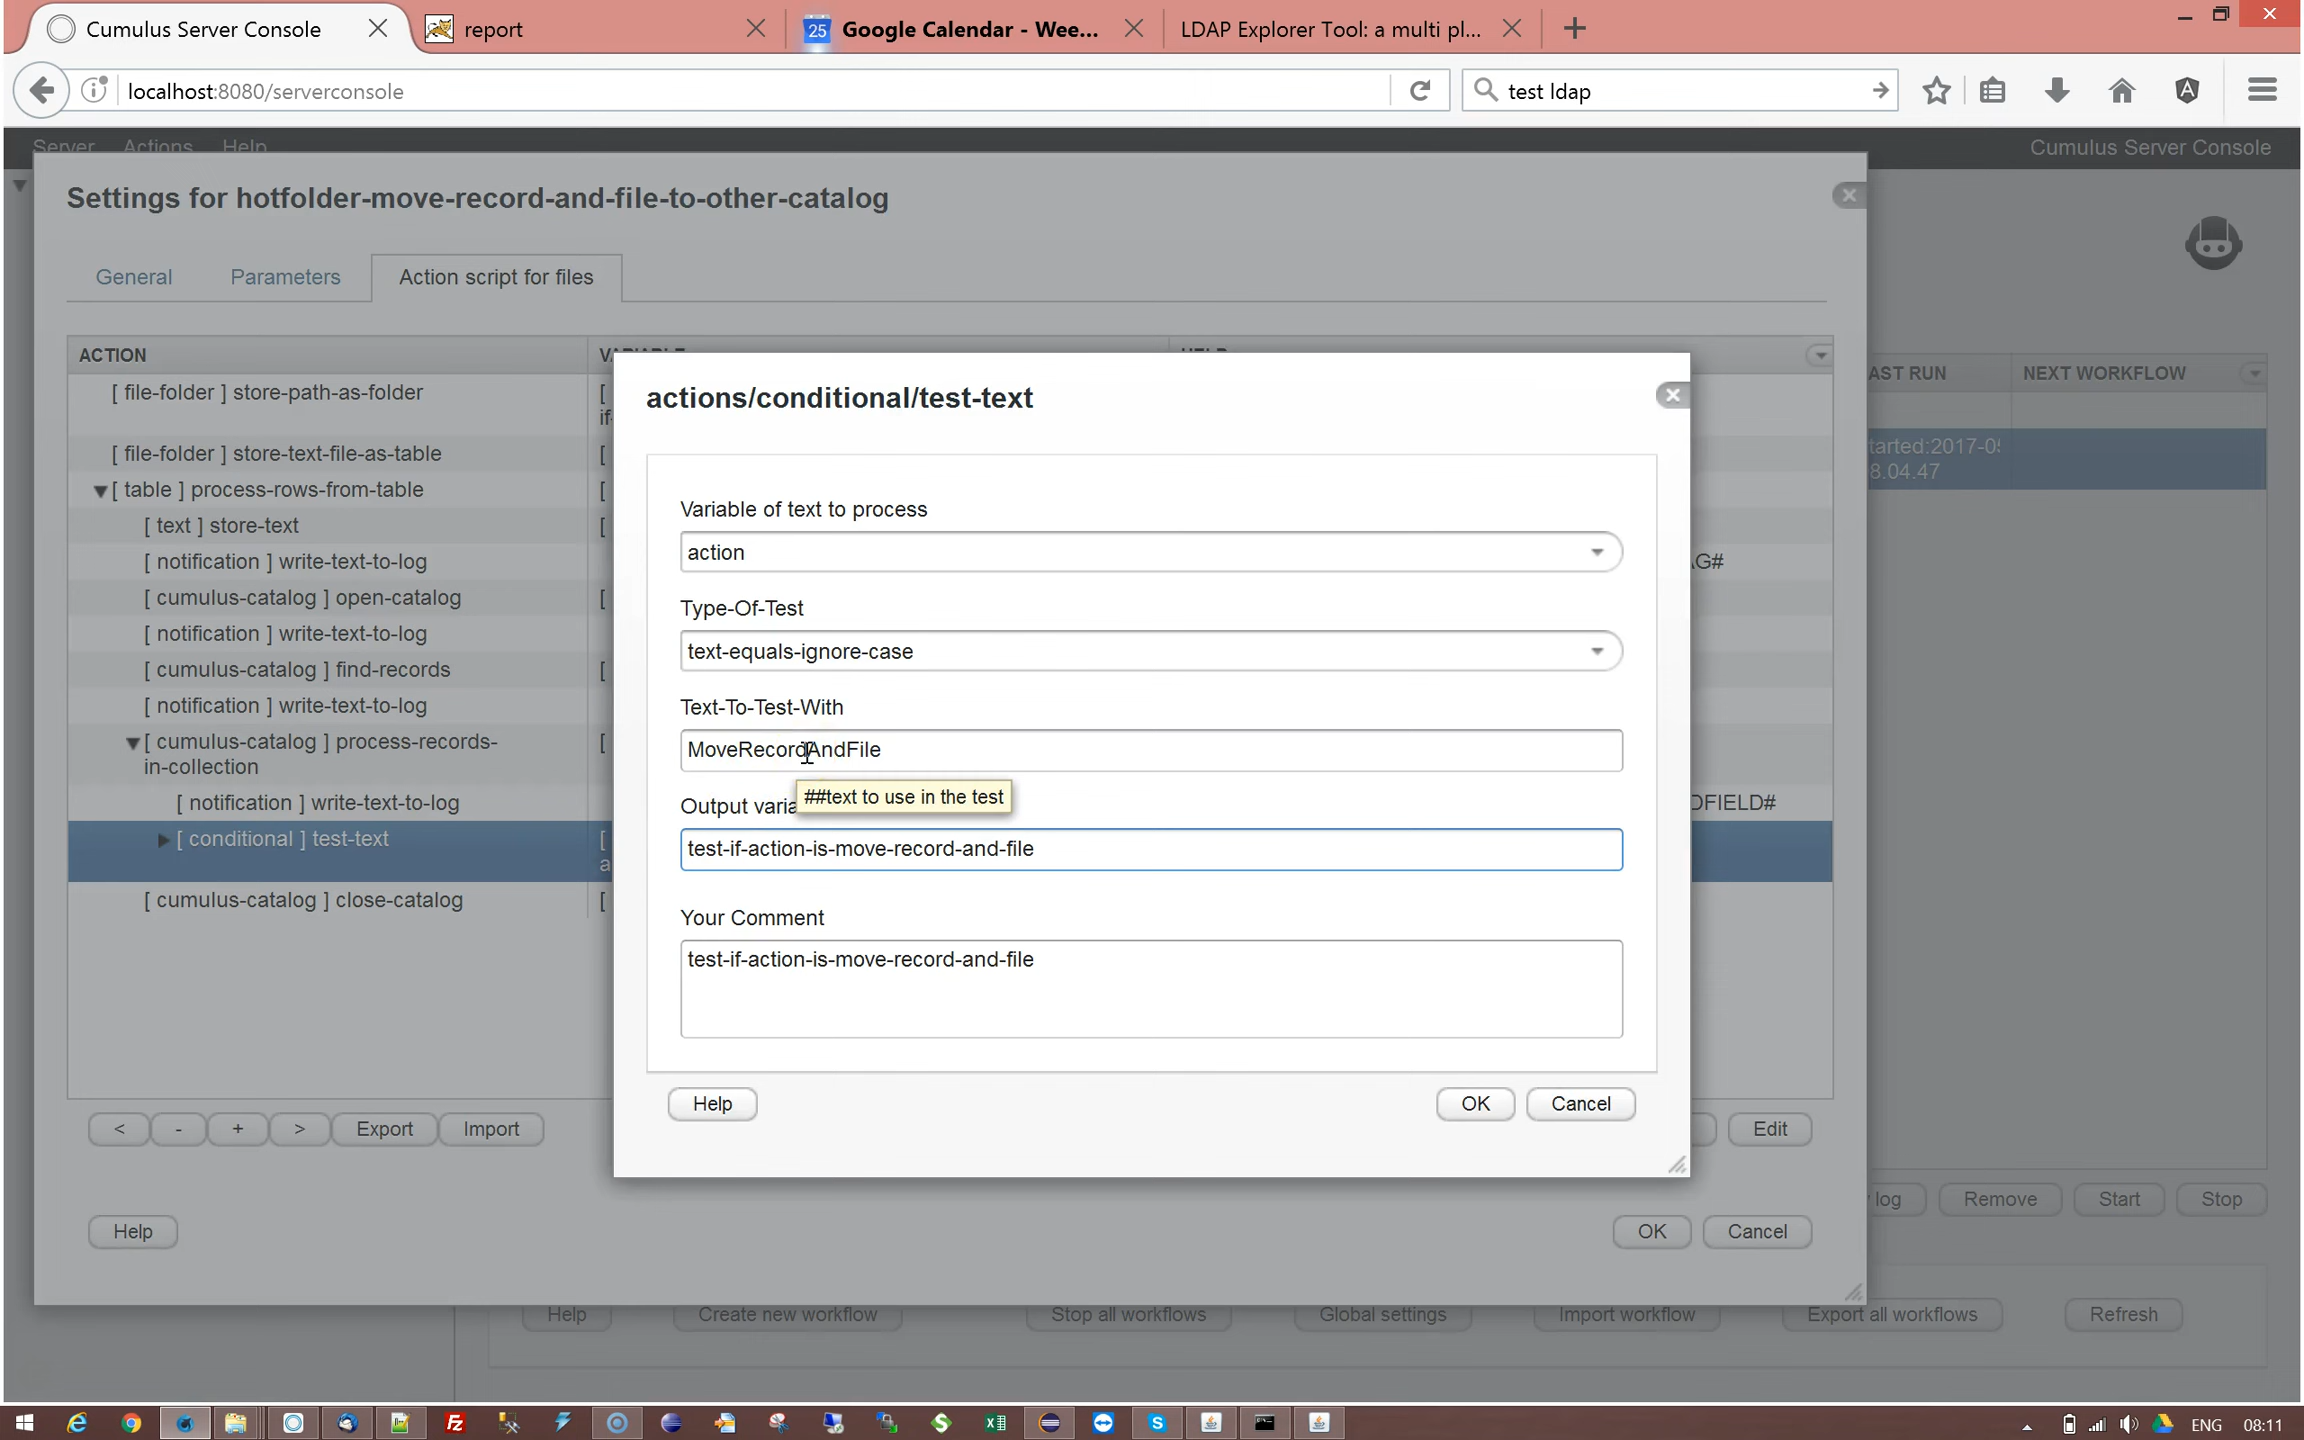 Cumulus Server Console
report
Google Calendar - Wee...
LDAP Explorer Tool: a multi pl...
localhost:8080/serverconsole
test ldap
Server Actions Help
Cumulus Server Console
Settings for hotfolder-move-record-and-file-to-other-catalog
General
Parameters
Action script for files
ACTION
AST RUN
NEXT WORKFLOW
[ file-folder ] store-path-as-folder
[
if-
[ file-folder ] store-text-file-as-table
[
[ table ] process-rows-from-table
[
[ text ] store-text
[
[ notification ] write-text-to-log
G#
[ cumulus-catalog ] open-catalog
[
[ notification ] write-text-to-log
[ cumulus-catalog ] find-records
[
[ notification ] write-text-to-log
[ cumulus-catalog ] process-records-
in-collection
[
[ notification ] write-text-to-log
DFIELD#
[ conditional ] test-text
[
a
[ cumulus-catalog ] close-catalog
[
tarted:2017-05
8.04.47
actions/conditional/test-text
Variable of text to process
action
Type-Of-Test
text-equals-ignore-case
Text-To-Test-With
MoveRecordAndFile
##text to use in the test
Output varia
test-if-action-is-move-record-and-file
Your Comment
test-if-action-is-move-record-and-file
Help
OK
Cancel
<
-
+
>
Export
Import
Edit
log
Remove
Start
Stop
Help
OK
Cancel
Help
Create new workflow
Stop all workflows
Global settings
Import workflow
Export all workflows
Refresh
ENG
08:11